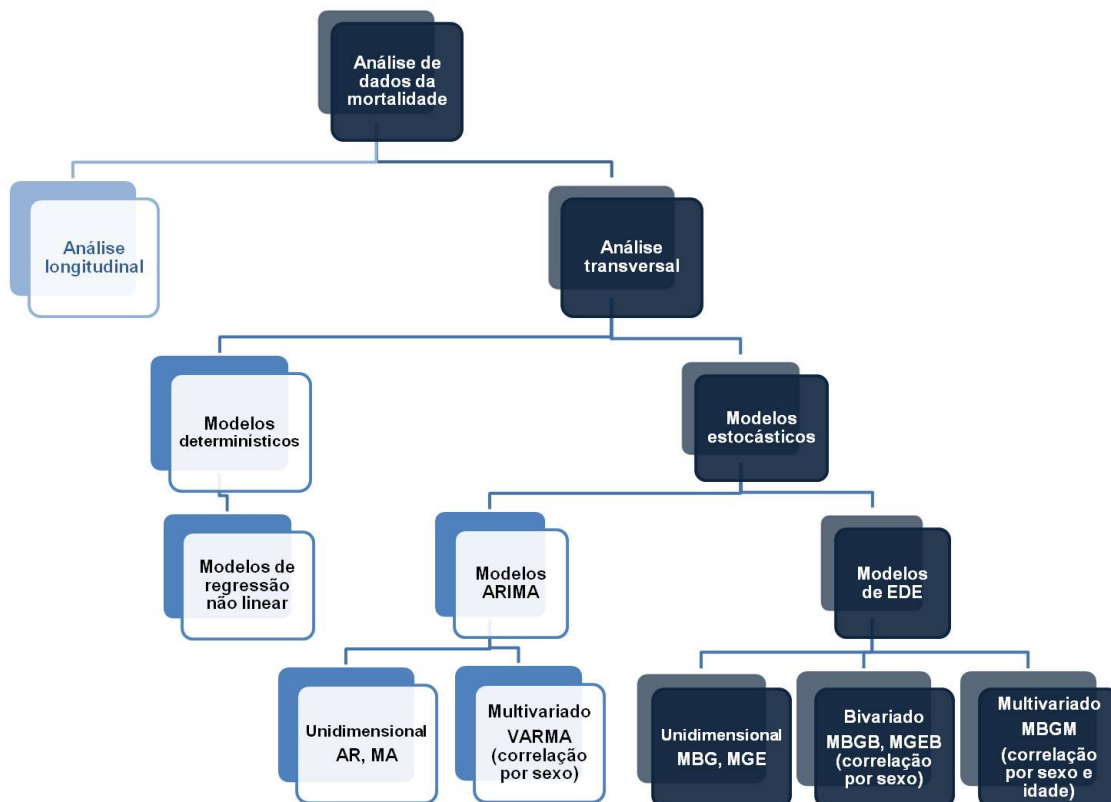 Análise de
dados da
mortalidade
Análise
longitudinal
Análise
transversal
Modelos
determinísticos
Modelos
estocásticos
Modelos de
regressão
não linear
Modelos
ARIMA
Modelos
de EDE
Unidimensional
AR, MA
Multivariado
VARMA
(correlação
por sexo)
Unidimensional
MBG, MGE
Bivariado
MBGB, MGEB
(correlação
por sexo)
Multivariado
MBGM
(correlação
por sexo e
idade)